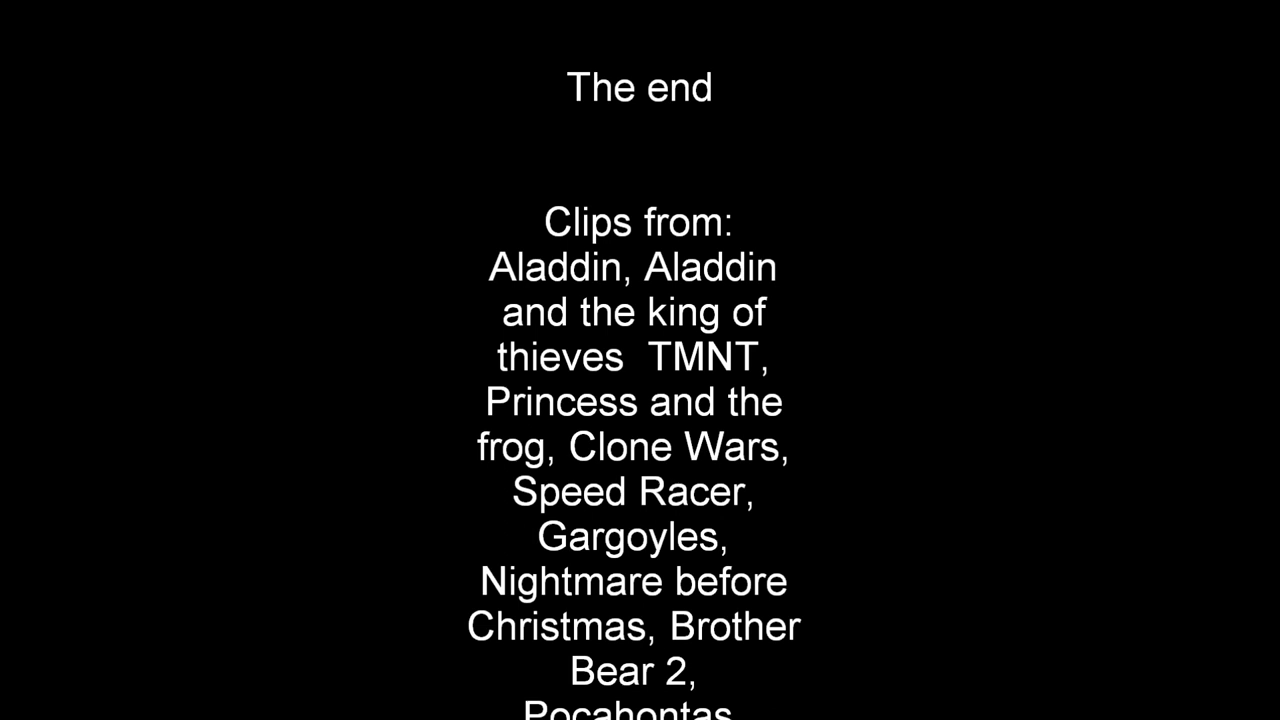 The end
Clips from:
Aladdin, Aladdin
and the king of
thieves  TMNT,
Princess and the
frog, Clone Wars,
Speed Racer,
Gargoyles,
Nightmare before
Christmas, Brother
Bear 2,
Pocahontas